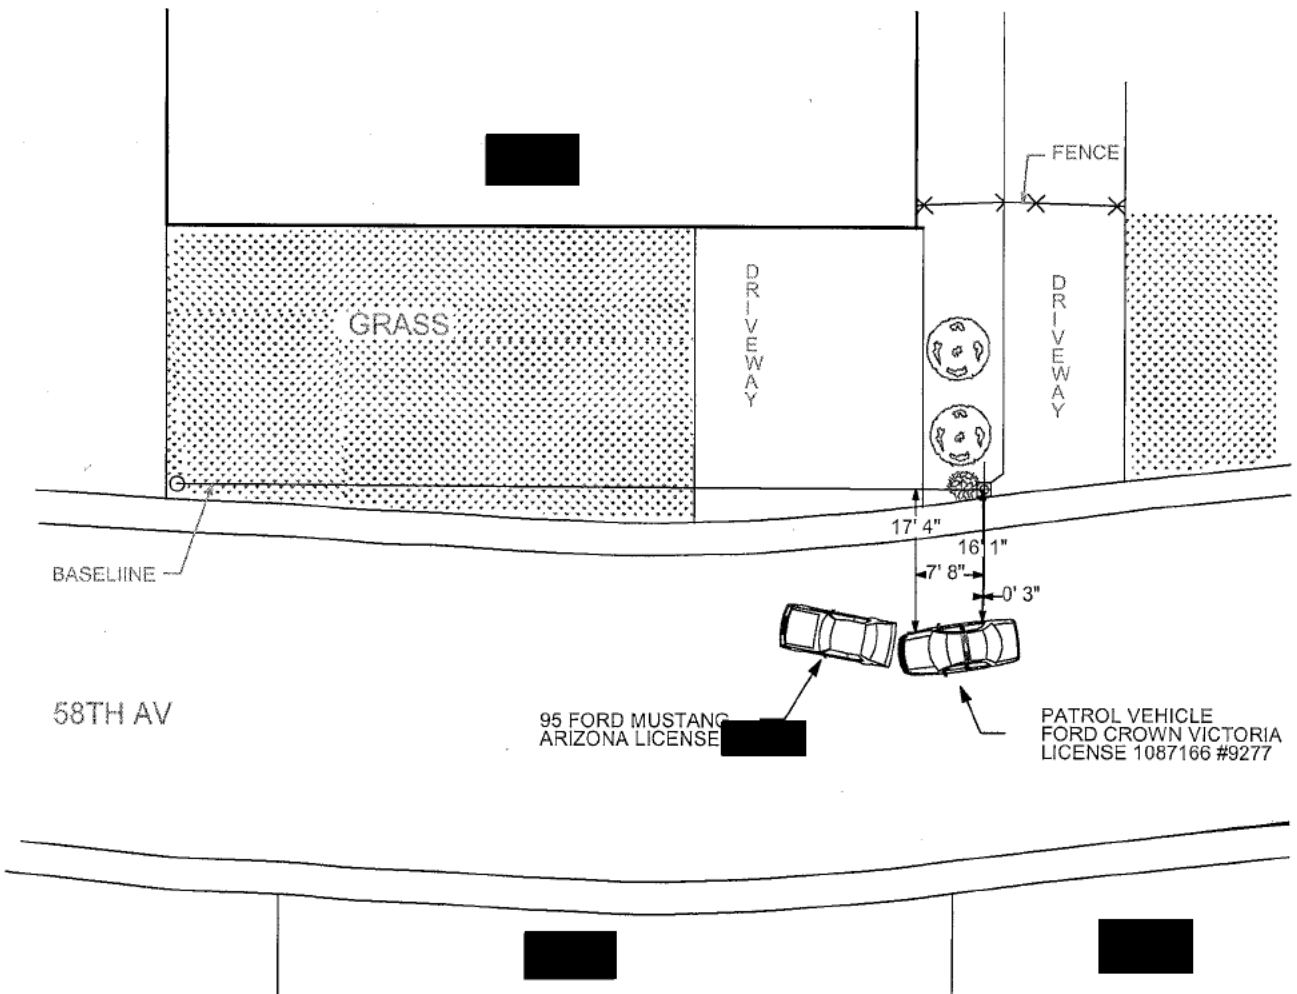 FENCE
DRIVEWAY
DRIVEWAY
GRASS
17' 4"
16' 1"
7' 8"
0' 3"
BASELIINE
58TH AV
95 FORD MUSTANG
ARIZONA LICENSE
PATROL VEHICLE
FORD CROWN VICTORIA
LICENSE 1087166 #9277